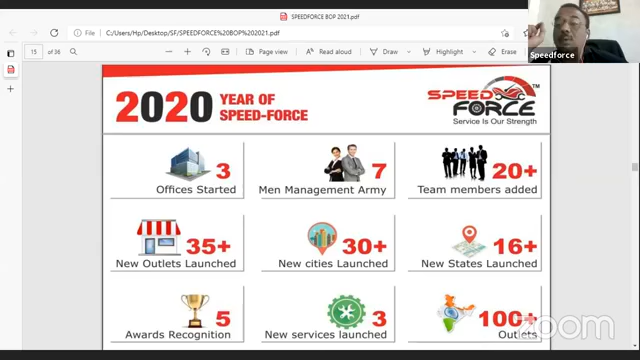 SPEEDFORCE BOP 2021.pdf
File
C:/Users/Hp/Desktop/SF/SPEEDFORCE%20BOP%202021.pdf
15 of 36
Page view
Read aloud
Draw
Highlight
Erase
Speedforce
2020 YEAR OF
SPEED-FORCE
SPEED
FORCE
TM
Service Is Our Strength
3
Offices Started
7
Men Management Army
20+
Team members added
35+
New Outlets Launched
30+
New cities Launched
16+
New States Launched
5
Awards Recognition
3
New services launched
100+
Outlets
zoom